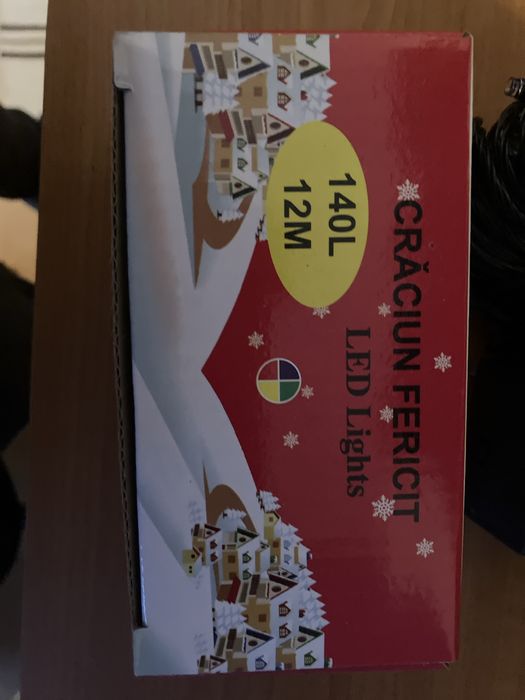 CRĂCIUN FERICIT
LED Lights
140L
12M